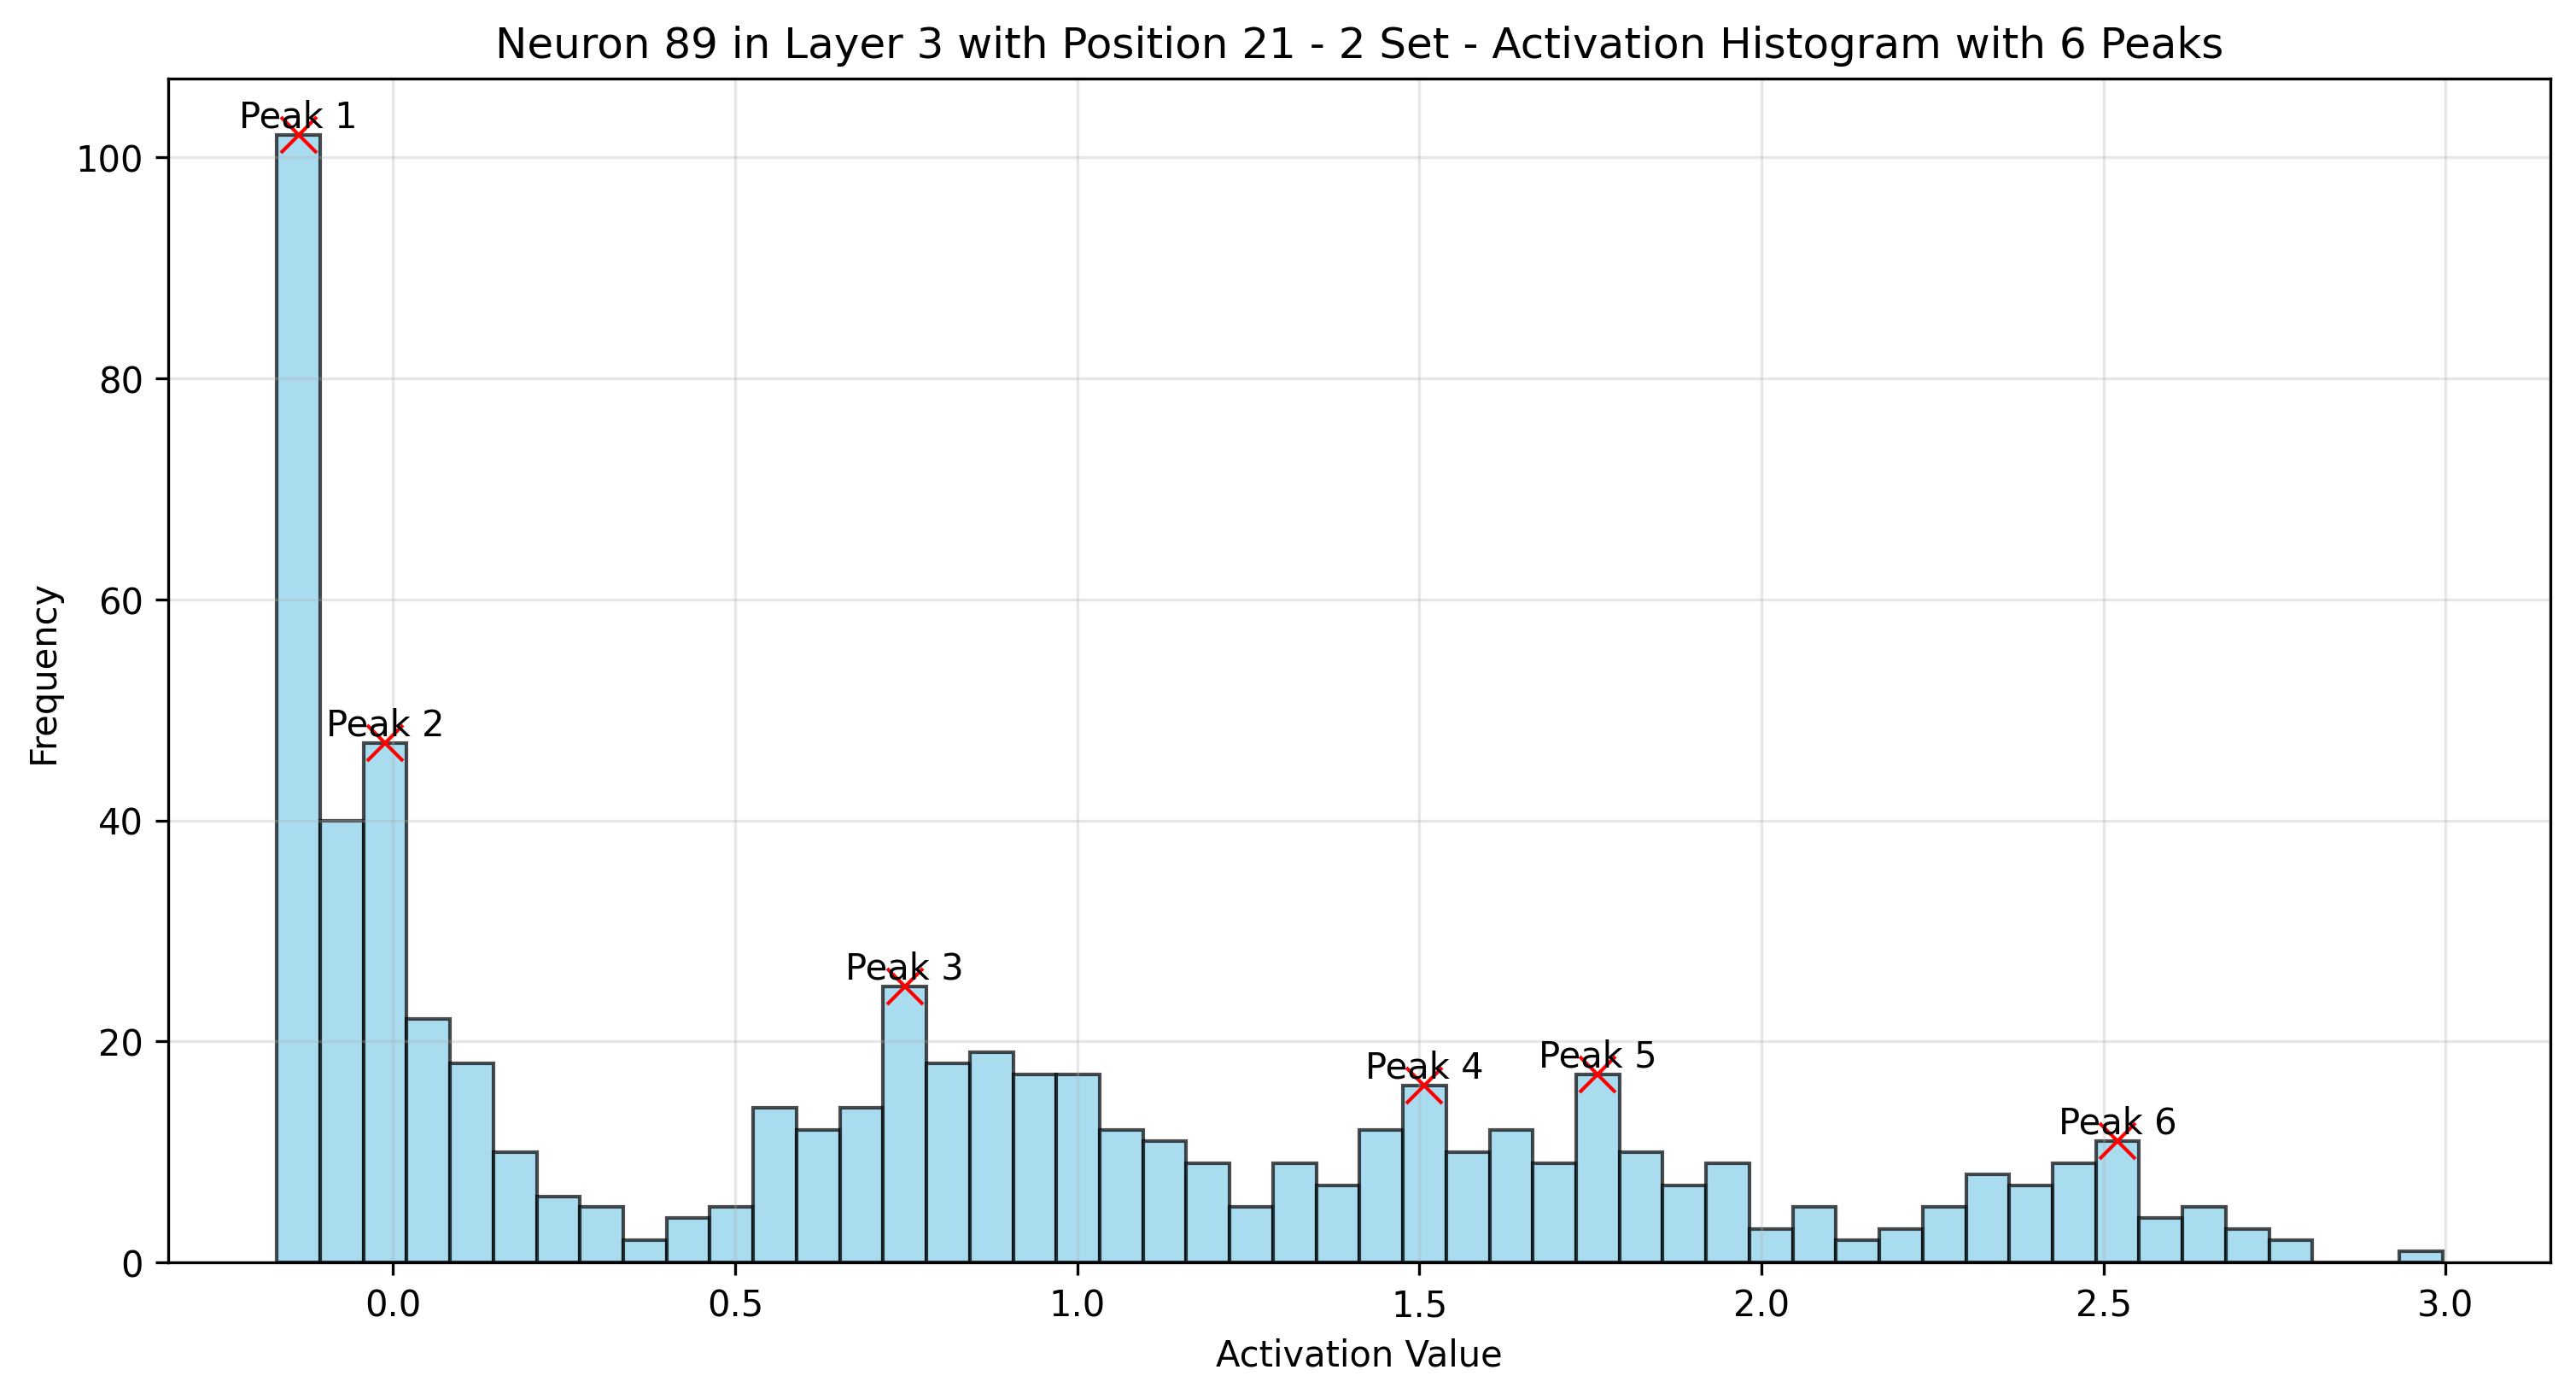 Neuron 89 in Layer 3 with Position 21 - 2 Set - Activation Histogram with 6 Peaks
Peak 1
Peak 2
Peak 3
Peak 4
Peak 5
Peak 6
Frequency
100
80
60
40
20
0
0.0 0.5 1.0 1.5 2.0 2.5 3.0
Activation Value